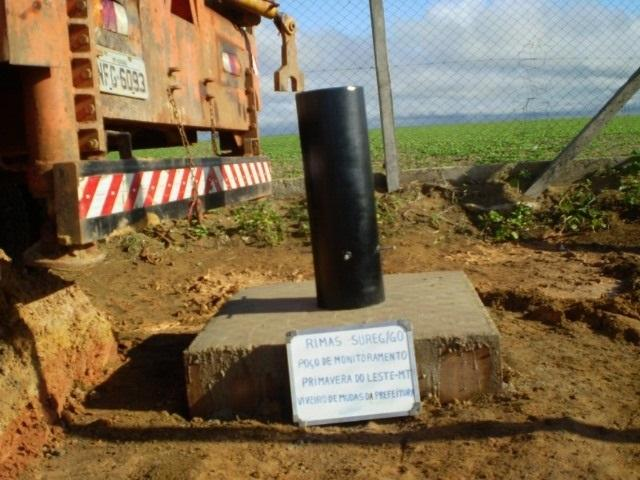 NFG-6093
RIMAS SUREG/GO
POÇO DE MONITORAMENTO
PRIMAVERA DO LESTE-MT
VIVEIRO DE MUDAS DA PREFEITURA